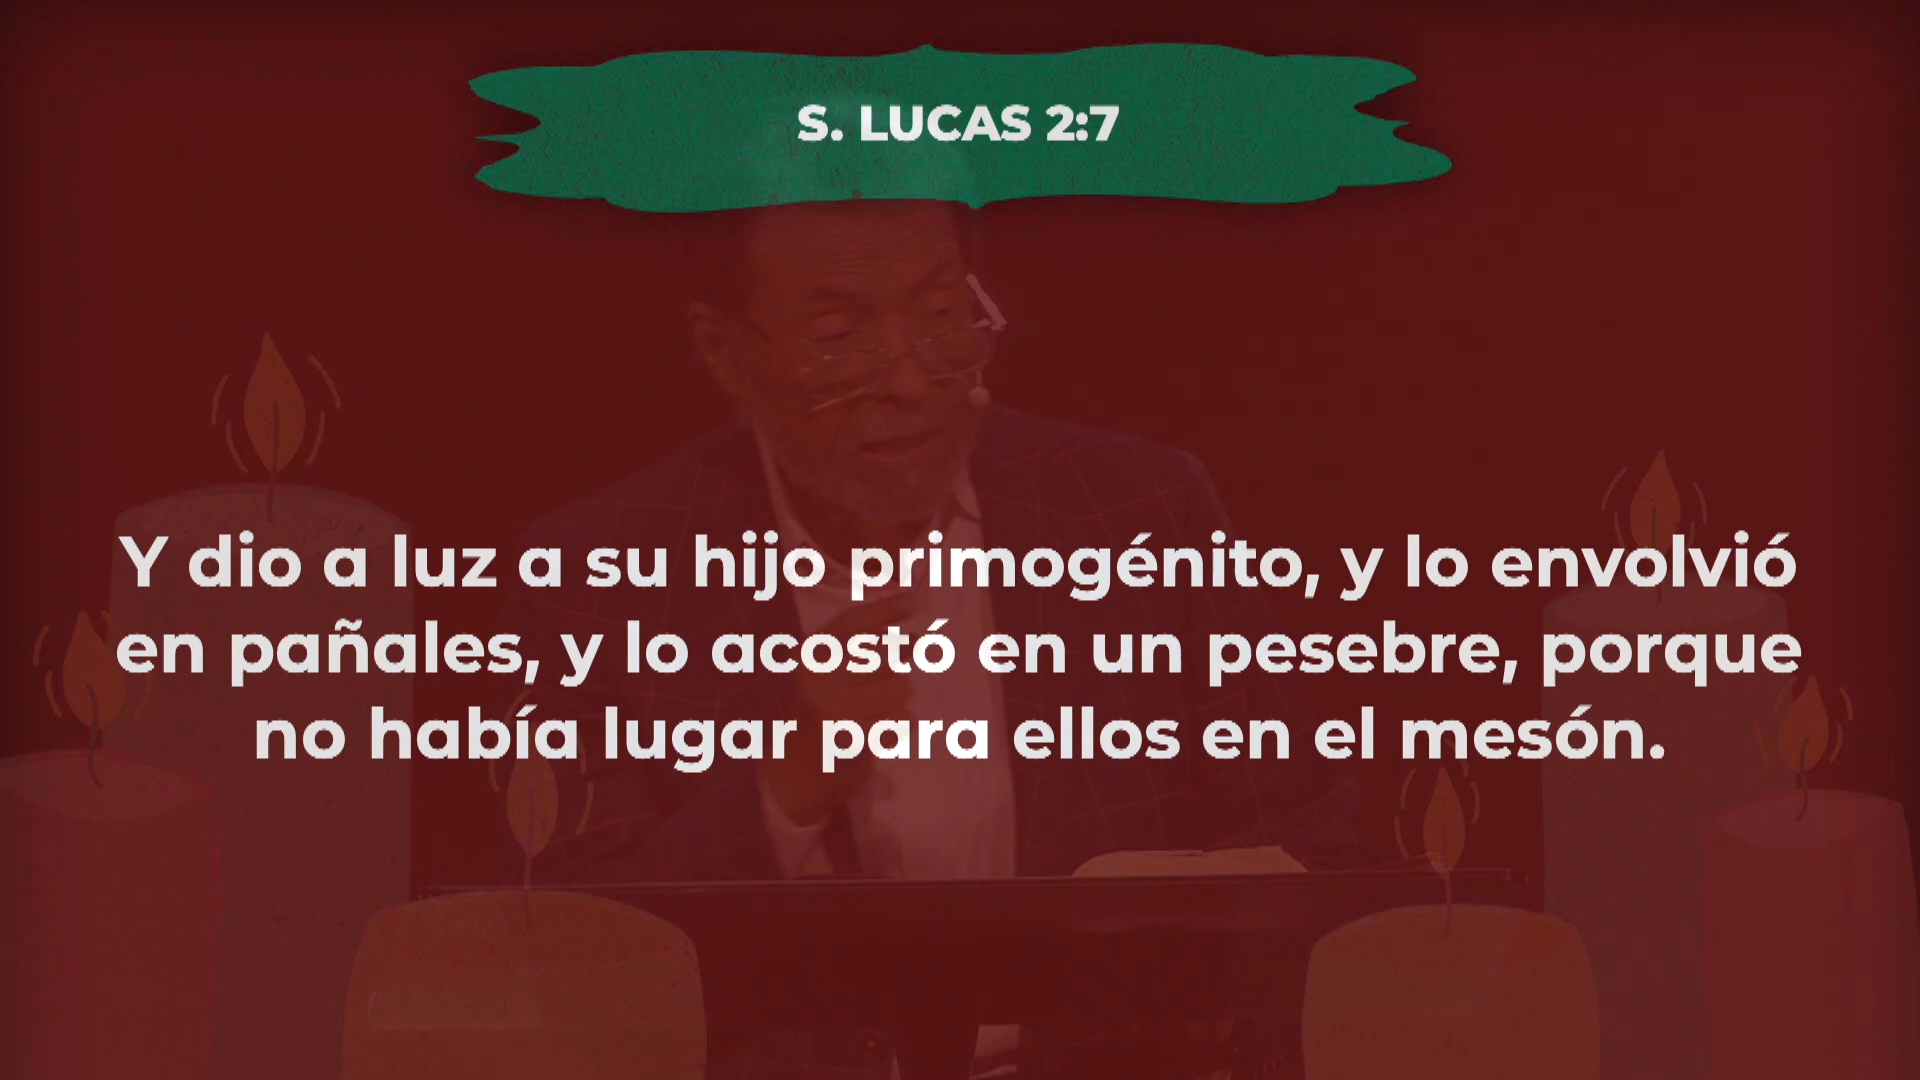 S. LUCAS 2:7
Y dio a luz a su hijo primogénito, y lo envolvió
en pañales, y lo acostó en un pesebre, porque
no había lugar para ellos en el mesón.